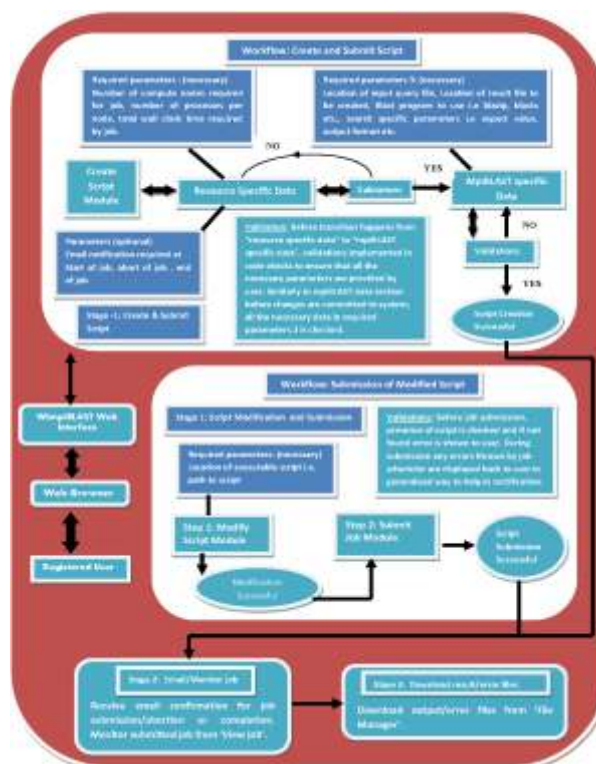 Workflow: Create and Submit Script
Required parameters : (necessary)
Number of compute nodes required
for job, number of processes per
node, total wall clock time required
by job.
Required parameters 2: (necessary)
Location of input query file, Location of result file to
be created, Blast program to use i.e blastp, blastx
etc., search specific parameters i.e expect value,
output format etc.
NO
YES
Create
Script
Module
Resource Specific Data
Validations
MpiBLAST specific
Data
NO
Validations
YES
Parameters (optional)
Email notification required at
Start of job, abort of job , end
of job
Validations: Before transition happens from
"resource specific data" to "mpiBLAST
specific data", validations implemented in
code checks to ensure that all the
necessary parameters are provided by
user. Similarly in mpiBLAST data section
before changes are committed to system,
all the necessary data in required
parameters 2 is checked.
Stage -1: Create & Submit
Script
Script Creation
Successful
Workflow: Submission of Modified Script
Stage 1: Script Modification and Submission
Validations: Before job submission,
presence of script is checked and if not
found error is shown to user. During
submission any errors thrown by job
scheduler are displayed back to user in
personalized way to help in rectification.
Required parameters: (necessary)
Location of executable script i.e.
path to script
WImpiBLAST Web
Interface
Web Browser
Registered User
Step 1: Modify
Script Module
Step 2: Submit
Job Module
Script
Submission
Successful
Modification
Successful
Stage 2: Email/Monitor job
Receive email confirmation for job
submission/abortion or completion.
Monitor submitted job from 'View Job'.
Stage 3: Download result/error files
Download output/error files from 'File
Manager'.